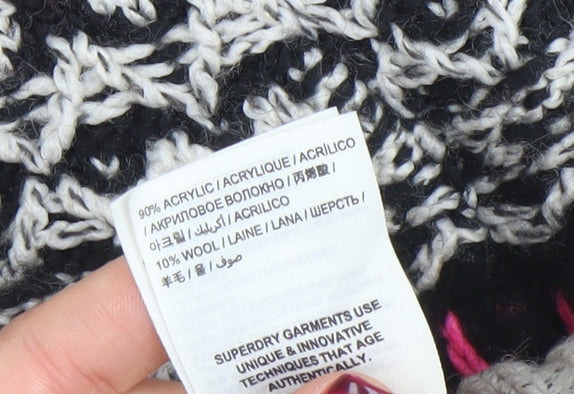 90% ACRYLIC / ACRYLIQUE / ACRÍLICO
/ АКРИЛОВОЕ ВОЛОКНО / 丙烯酸 /
아크릴 / أكريليك / ACRILICO
10% WOOL / LAINE / LANA / ШЕРСТЬ /
羊毛 / 울 / صوف
SUPERDRY GARMENTS USE
UNIQUE & INNOVATIVE
TECHNIQUES THAT AGE
AUTHENTICALLY.